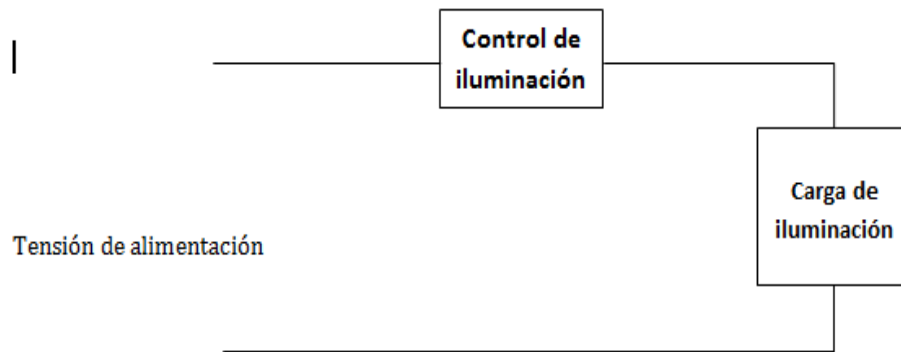 Control de
iluminación
Carga de
iluminación
Tensión de alimentación